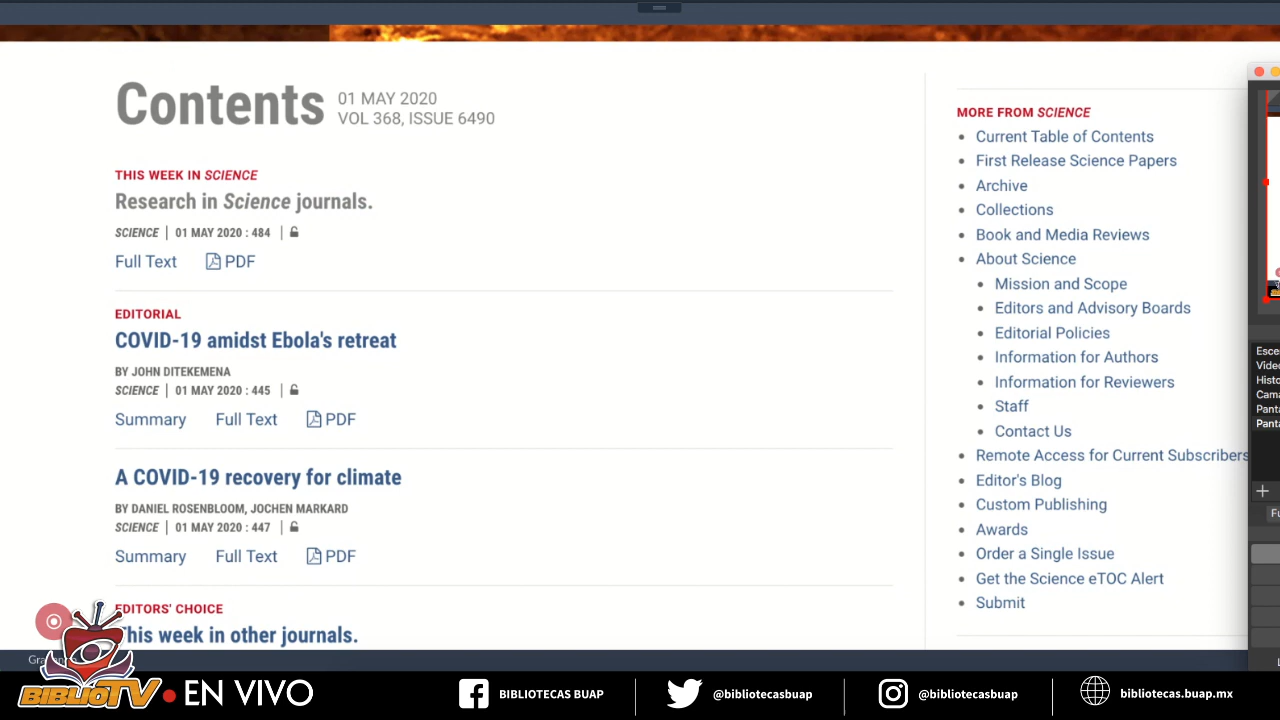 Contents
01 MAY 2020
VOL 368, ISSUE 6490
THIS WEEK IN SCIENCE
Research in Science journals.
SCIENCE | 01 MAY 2020 : 484 |
Full Text PDF
EDITORIAL
COVID-19 amidst Ebola's retreat
BY JOHN DITEKEMENA
SCIENCE | 01 MAY 2020 : 445 |
Summary Full Text PDF
A COVID-19 recovery for climate
BY DANIEL ROSENBLOOM, JOCHEN MARKARD
SCIENCE | 01 MAY 2020 : 447 |
Summary Full Text PDF
EDITORS' CHOICE
This week in other journals.
MORE FROM SCIENCE
• Current Table of Contents
• First Release Science Papers
• Archive
• Collections
• Book and Media Reviews
• About Science
• Mission and Scope
• Editors and Advisory Boards
• Editorial Policies
• Information for Authors
• Information for Reviewers
• Staff
• Contact Us
• Remote Access for Current Subscribers
• Editor's Blog
• Custom Publishing
• Awards
• Order a Single Issue
• Get the Science eTOC Alert
• Submit
Esce
Video
Histo
Cama
Panta
Panta
Fu
BIBLIOTV • EN VIVO
BIBLIOTECAS BUAP
@bibliotecasbuap
@bibliotecasbuap
bibliotecas.buap.mx